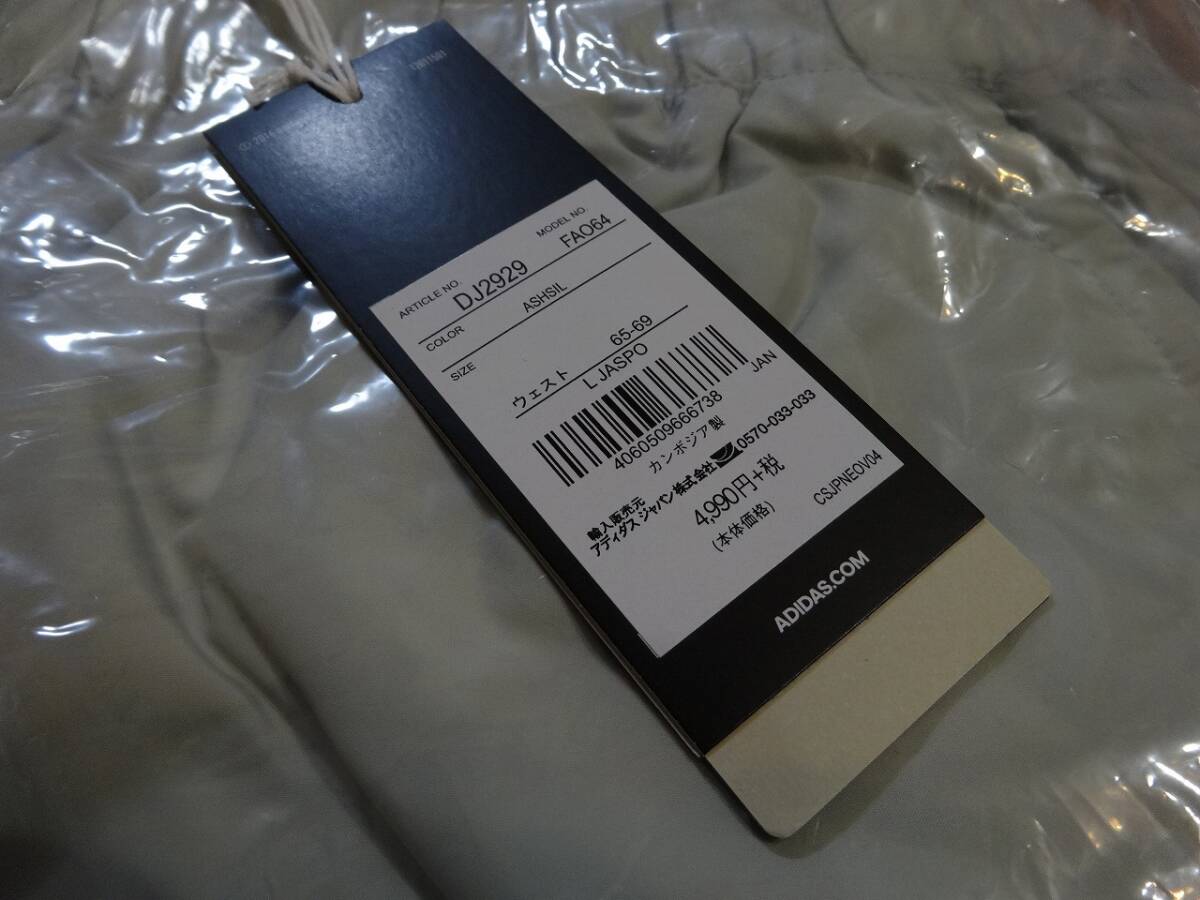 ARTICLE NO. MODEL NO.
DJ2929 FAO64
COLOR ASHSIL
SIZE
ウェスト 65-69
L JASPO
4060509666738 JAN
カンボジア製
輸入販売元
アディダス ジャパン株式会社 0570-033-033
4,990円+税
(本体価格) CSJPNEOV04
ADIDAS.COM